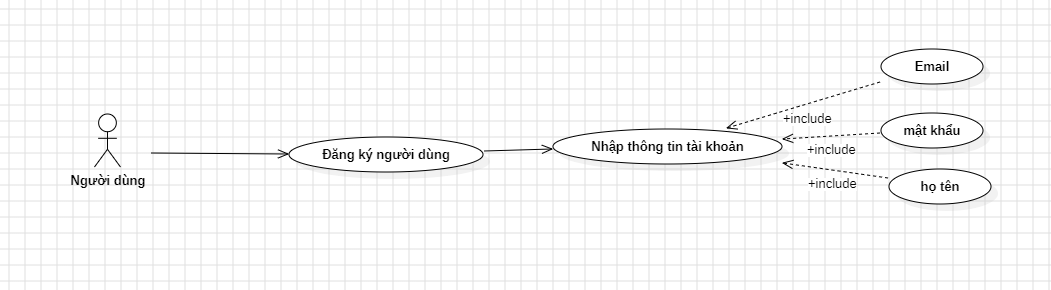 Email
+include
mật khẩu
Đăng ký người dùng
Nhập thông tin tài khoản
+include
Người dùng
+include
họ tên